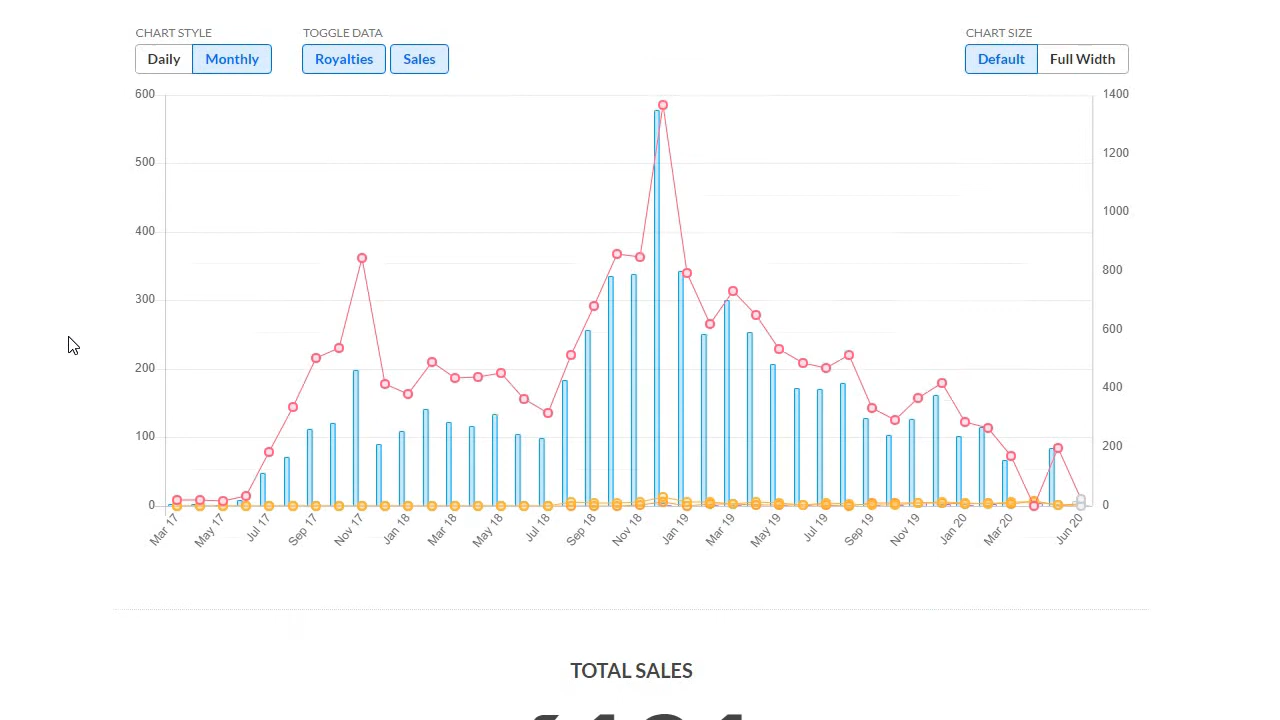 CHART STYLE TOGGLE DATA CHART SIZE
Daily Monthly Royalties Sales Default Full Width
600 1400
500 1200
400 1000
300 800
200 600
100 400
0 200
0
Mar 17 May 17 Jul 17 Sep 17 Nov 17 Jan 18 Mar 18 May 18 Jul 18 Sep 18 Nov 18 Jan 19 Mar 19 May 19 Jul 19 Sep 19 Nov 19 Jan 20 Mar 20 Jun 20
TOTAL SALES